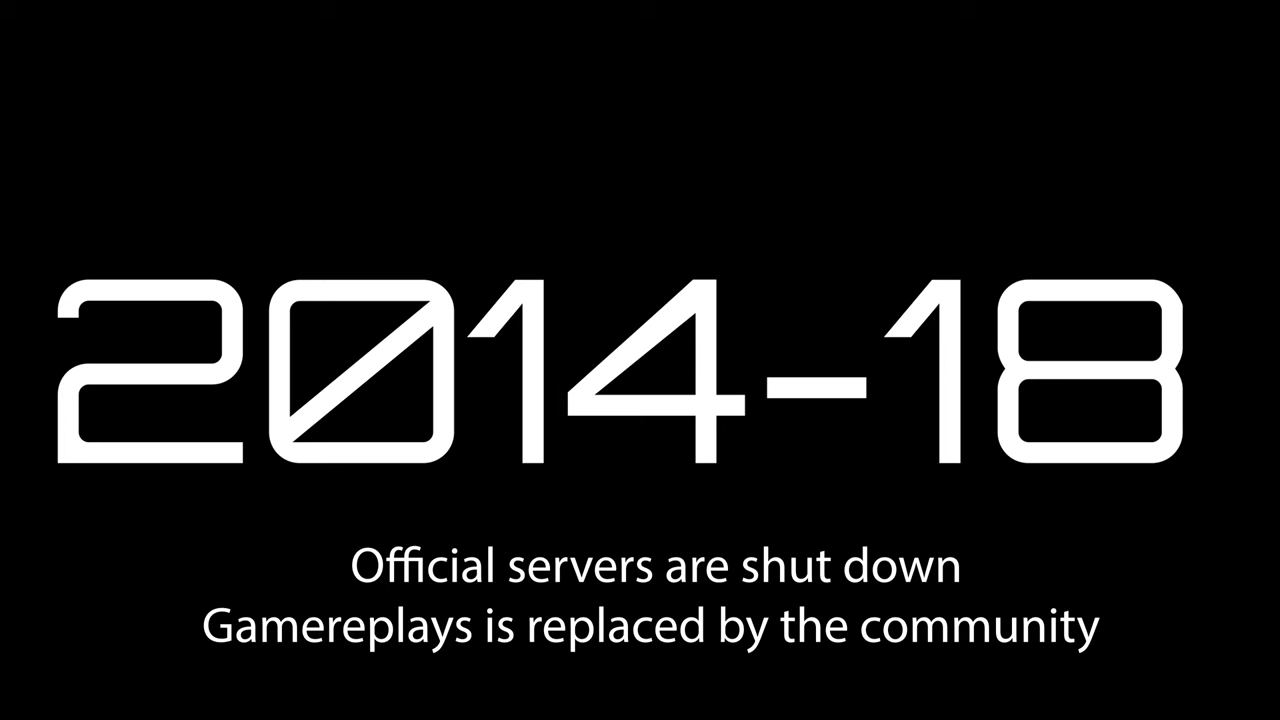 2014-18
Official servers are shut down
Gamereplays is replaced by the community